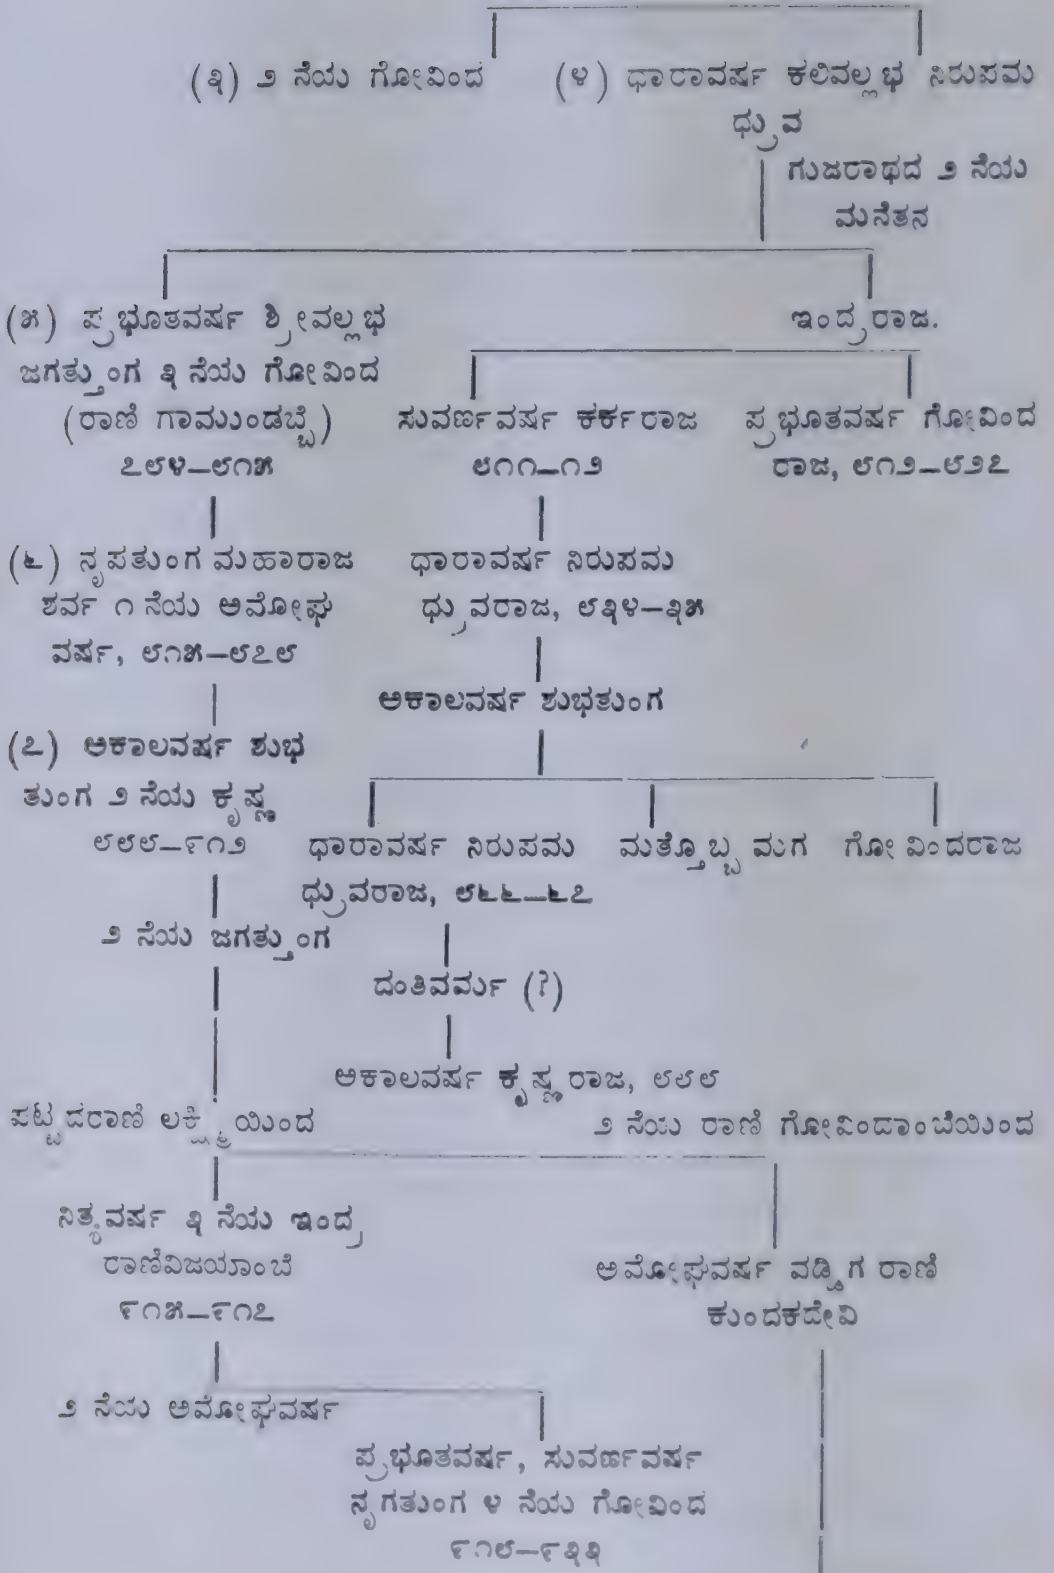 (೩) ೨ ನೆಯ ಗೋವಿಂದ (೪) ಧಾರಾವರ್ಷ ಕಲಿವಲ್ಲಭ ನಿರುಪಮ
ಧ್ರುವ
ಗುಜರಾಥದ ೨ ನೆಯ
ಮನೆತನ
(೫) ಪ್ರಭೂತವರ್ಷ ಶ್ರೀವಲ್ಲಭ ಇಂದ್ರರಾಜ.
ಜಗತ್ತುಂಗ ೩ ನೆಯ ಗೋವಿಂದ
(ರಾಣಿ ಗಾಮುಂಡಬ್ಬೆ) ಸುವರ್ಣವರ್ಷ ಕರ್ಕರಾಜ ಪ್ರಭೂತವರ್ಷ ಗೋವಿಂದ
೭೮೪–೮೧೫ ೮೧೧–೧೨ ರಾಜ, ೮೧೨–೮೨೭
(೬) ನೃಪತುಂಗ ಮಹಾರಾಜ ಧಾರಾವರ್ಷ ನಿರುಪಮ
ಶರ್ವ ೧ ನೆಯ ಅಮೋಘ ಧ್ರುವರಾಜ, ೮೩೪–೩೫
ವರ್ಷ, ೮೧೫–೮೭೮
ಅಕಾಲವರ್ಷ ಶುಭತುಂಗ
(೭) ಅಕಾಲವರ್ಷ ಶುಭ
ತುಂಗ ೨ ನೆಯ ಕೃಷ್ಣ
೮೮೮–೯೧೨ ಧಾರಾವರ್ಷ ನಿರುಪಮ ಮತ್ತೊಬ್ಬ ಮಗ ಗೋವಿಂದರಾಜ
ಧ್ರುವರಾಜ, ೮೬೬–೬೭
೨ ನೆಯ ಜಗತ್ತುಂಗ
ದಂತಿವರ್ಮ (?)
ಅಕಾಲವರ್ಷ ಕೃಷ್ಣರಾಜ, ೮೮೮
ಪಟ್ಟದರಾಣಿ ಲಕ್ಷ್ಮಿಯಿಂದ ೨ ನೆಯ ರಾಣಿ ಗೋವಿಂದಾಂಬೆಯಿಂದ
ನಿತ್ಯವರ್ಷ ೩ ನೆಯ ಇಂದ್ರ
ರಾಣಿವಿಜಯಾಂಬೆ ಅಮೋಘವರ್ಷ ವಡ್ಡಿಗ ರಾಣಿ
೯೧೫–೯೧೭ ಕುಂದಕದೇವಿ
೨ ನೆಯ ಅಮೋಘವರ್ಷ
ಪ್ರಭೂತವರ್ಷ, ಸುವರ್ಣವರ್ಷ
ನೃಗತುಂಗ ೪ ನೆಯ ಗೋವಿಂದ
೯೧೮–೯೩೩